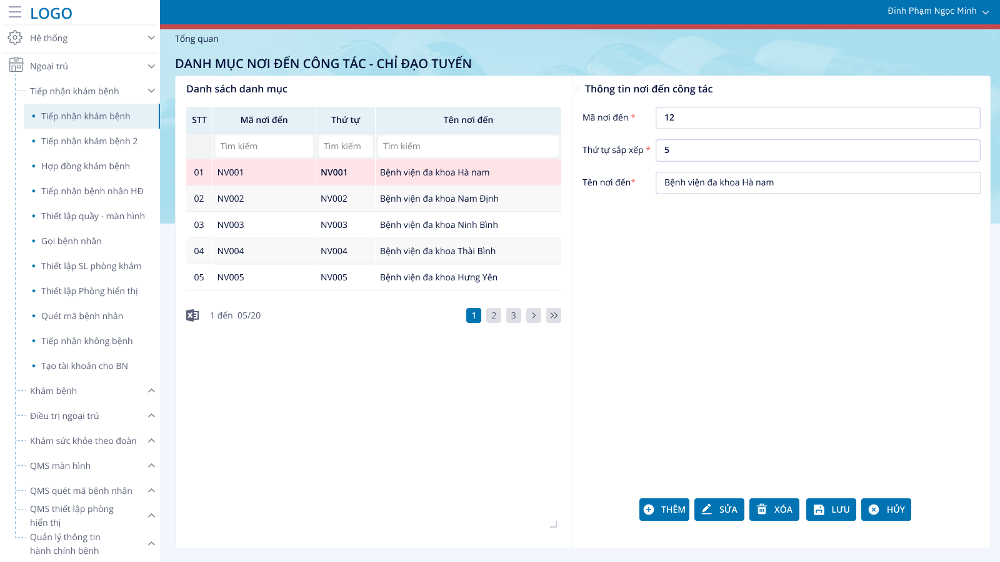 LOGO
Đinh Phạm Ngọc Minh
Hệ thống
Ngoại trú
Tiếp nhận khám bệnh
Tiếp nhận khám bệnh
Tiếp nhận khám bệnh 2
Hợp đồng khám bệnh
Tiếp nhận bệnh nhân HĐ
Thiết lập quầy - màn hình
Gọi bệnh nhân
Thiết lập SL phòng khám
Thiết lập Phòng hiển thị
Quét mã bệnh nhân
Tiếp nhận không bệnh
Tạo tài khoản cho BN
Khám bệnh
Điều trị ngoại trú
Khám sức khỏe theo đoàn
QMS màn hình
QMS quét mã bệnh nhân
QMS thiết lập phòng
hiển thị
Quản lý thông tin
hành chính bệnh
Tổng quan
DANH MỤC NƠI ĐẾN CÔNG TÁC - CHỈ ĐẠO TUYẾN
Danh sách danh mục
STT Mã nơi đến Thứ tự Tên nơi đến
Tìm kiếm Tìm kiếm Tìm kiếm
01 NV001 NV001 Bệnh viện đa khoa Hà nam
02 NV002 NV002 Bệnh viện đa khoa Nam Định
03 NV003 NV003 Bệnh viện đa khoa Ninh Bình
04 NV004 NV004 Bệnh viện đa khoa Thài Bình
05 NV005 NV005 Bệnh viện đa khoa Hưng Yên
1 đến 05/20
1 2 3
Thông tin nơi đến công tác
Mã nơi đến * 12
Thứ tự sắp xếp * 5
Tên nơi đến* Bệnh viện đa khoa Hà nam
THÊM SỬA XÓA LƯU HỦY